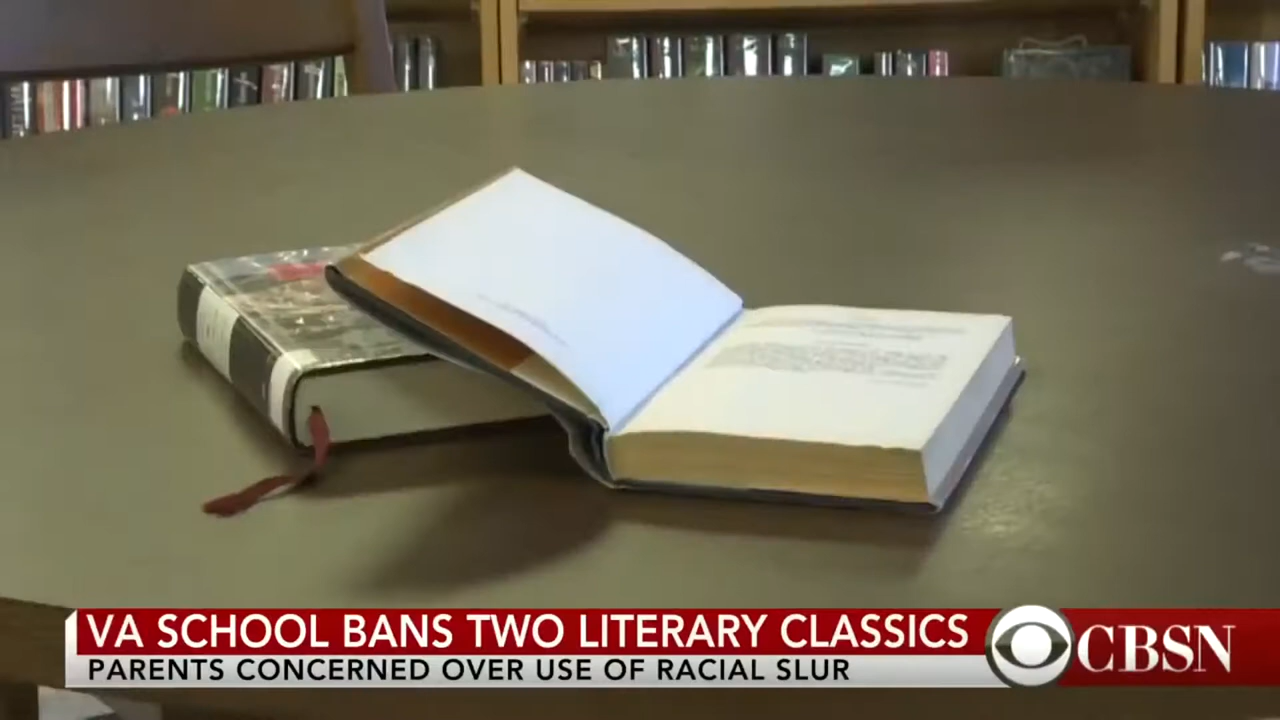 VA SCHOOL BANS TWO LITERARY CLASSICS
PARENTS CONCERNED OVER USE OF RACIAL SLUR
CBSN